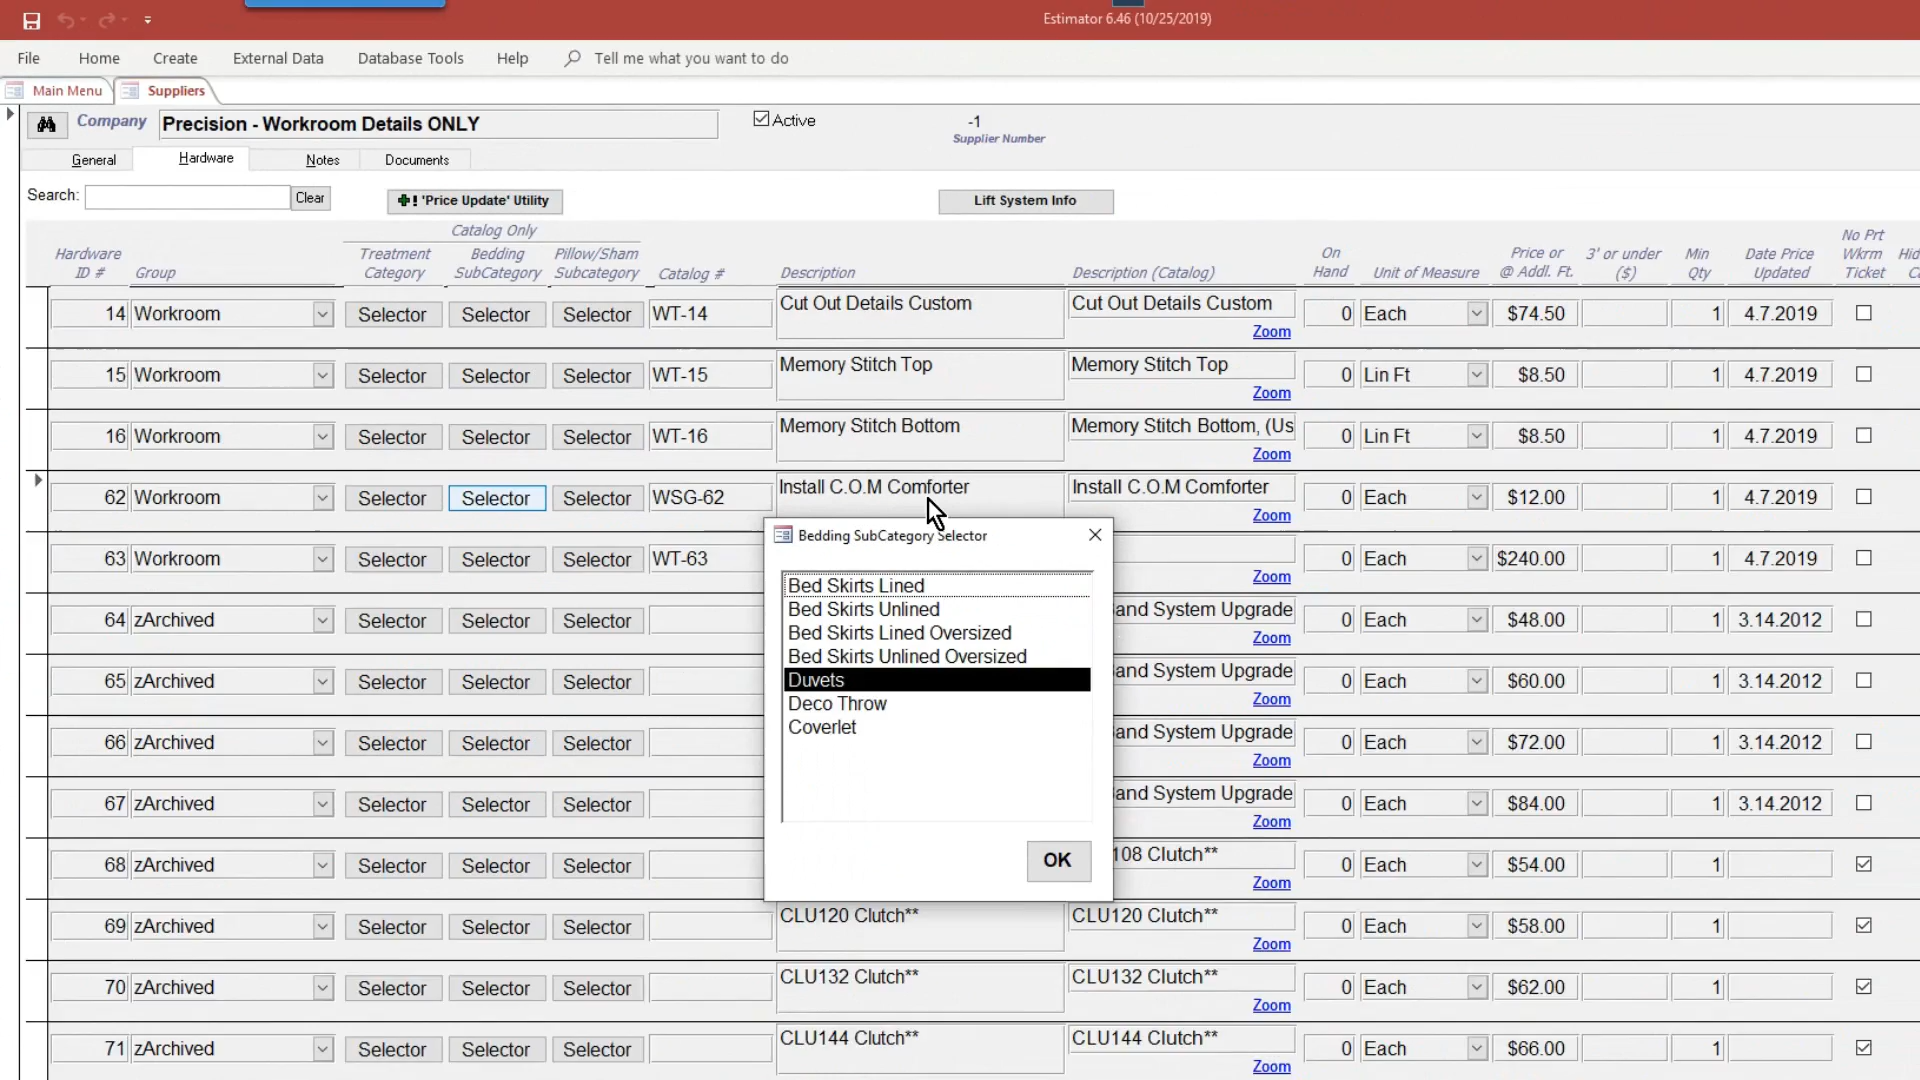 Estimator 6.46 (10/25/2019)
File Home Create External Data Database Tools Help Tell me what you want to do
Main Menu Suppliers
Company Precision - Workroom Details ONLY Active -1
Supplier Number
General Hardware Notes Documents
Search: Clear ! 'Price Update' Utility Lift System Info
Catalog Only
Hardware ID # Group Treatment Category Bedding SubCategory Pillow/Sham Subcategory Catalog # Description Description (Catalog) On Hand Unit of Measure Price or @ Addl. Ft. 3' or under ($) Min Qty Date Price Updated No Prt Wkrm Ticket
14 Workroom Selector Selector Selector WT-14 Cut Out Details Custom Cut Out Details Custom 0 Each $74.50 1 4.7.2019
Zoom
15 Workroom Selector Selector Selector WT-15 Memory Stitch Top Memory Stitch Top 0 Lin Ft $8.50 1 4.7.2019
Zoom
16 Workroom Selector Selector Selector WT-16 Memory Stitch Bottom Memory Stitch Bottom, (Us 0 Lin Ft $8.50 1 4.7.2019
Zoom
62 Workroom Selector Selector Selector WSG-62 Install C.O.M Comforter Install C.O.M Comforter 0 Each $12.00 1 4.7.2019
Zoom
63 Workroom Selector Selector Selector WT-63 0 Each $240.00 1 4.7.2019
Zoom
64 zArchived Selector Selector Selector and System Upgrade 0 Each $48.00 1 3.14.2012
Zoom
65 zArchived Selector Selector Selector and System Upgrade 0 Each $60.00 1 3.14.2012
Zoom
66 zArchived Selector Selector Selector and System Upgrade 0 Each $72.00 1 3.14.2012
Zoom
67 zArchived Selector Selector Selector and System Upgrade 0 Each $84.00 1 3.14.2012
Zoom
68 zArchived Selector Selector Selector 108 Clutch** 0 Each $54.00 1
Zoom
69 zArchived Selector Selector Selector CLU120 Clutch** CLU120 Clutch** 0 Each $58.00 1
Zoom
70 zArchived Selector Selector Selector CLU132 Clutch** CLU132 Clutch** 0 Each $62.00 1
Zoom
71 zArchived Selector Selector Selector CLU144 Clutch** CLU144 Clutch** 0 Each $66.00 1
Zoom
Bedding SubCategory Selector
Bed Skirts Lined
Bed Skirts Unlined
Bed Skirts Lined Oversized
Bed Skirts Unlined Oversized
Duvets
Deco Throw
Coverlet
OK